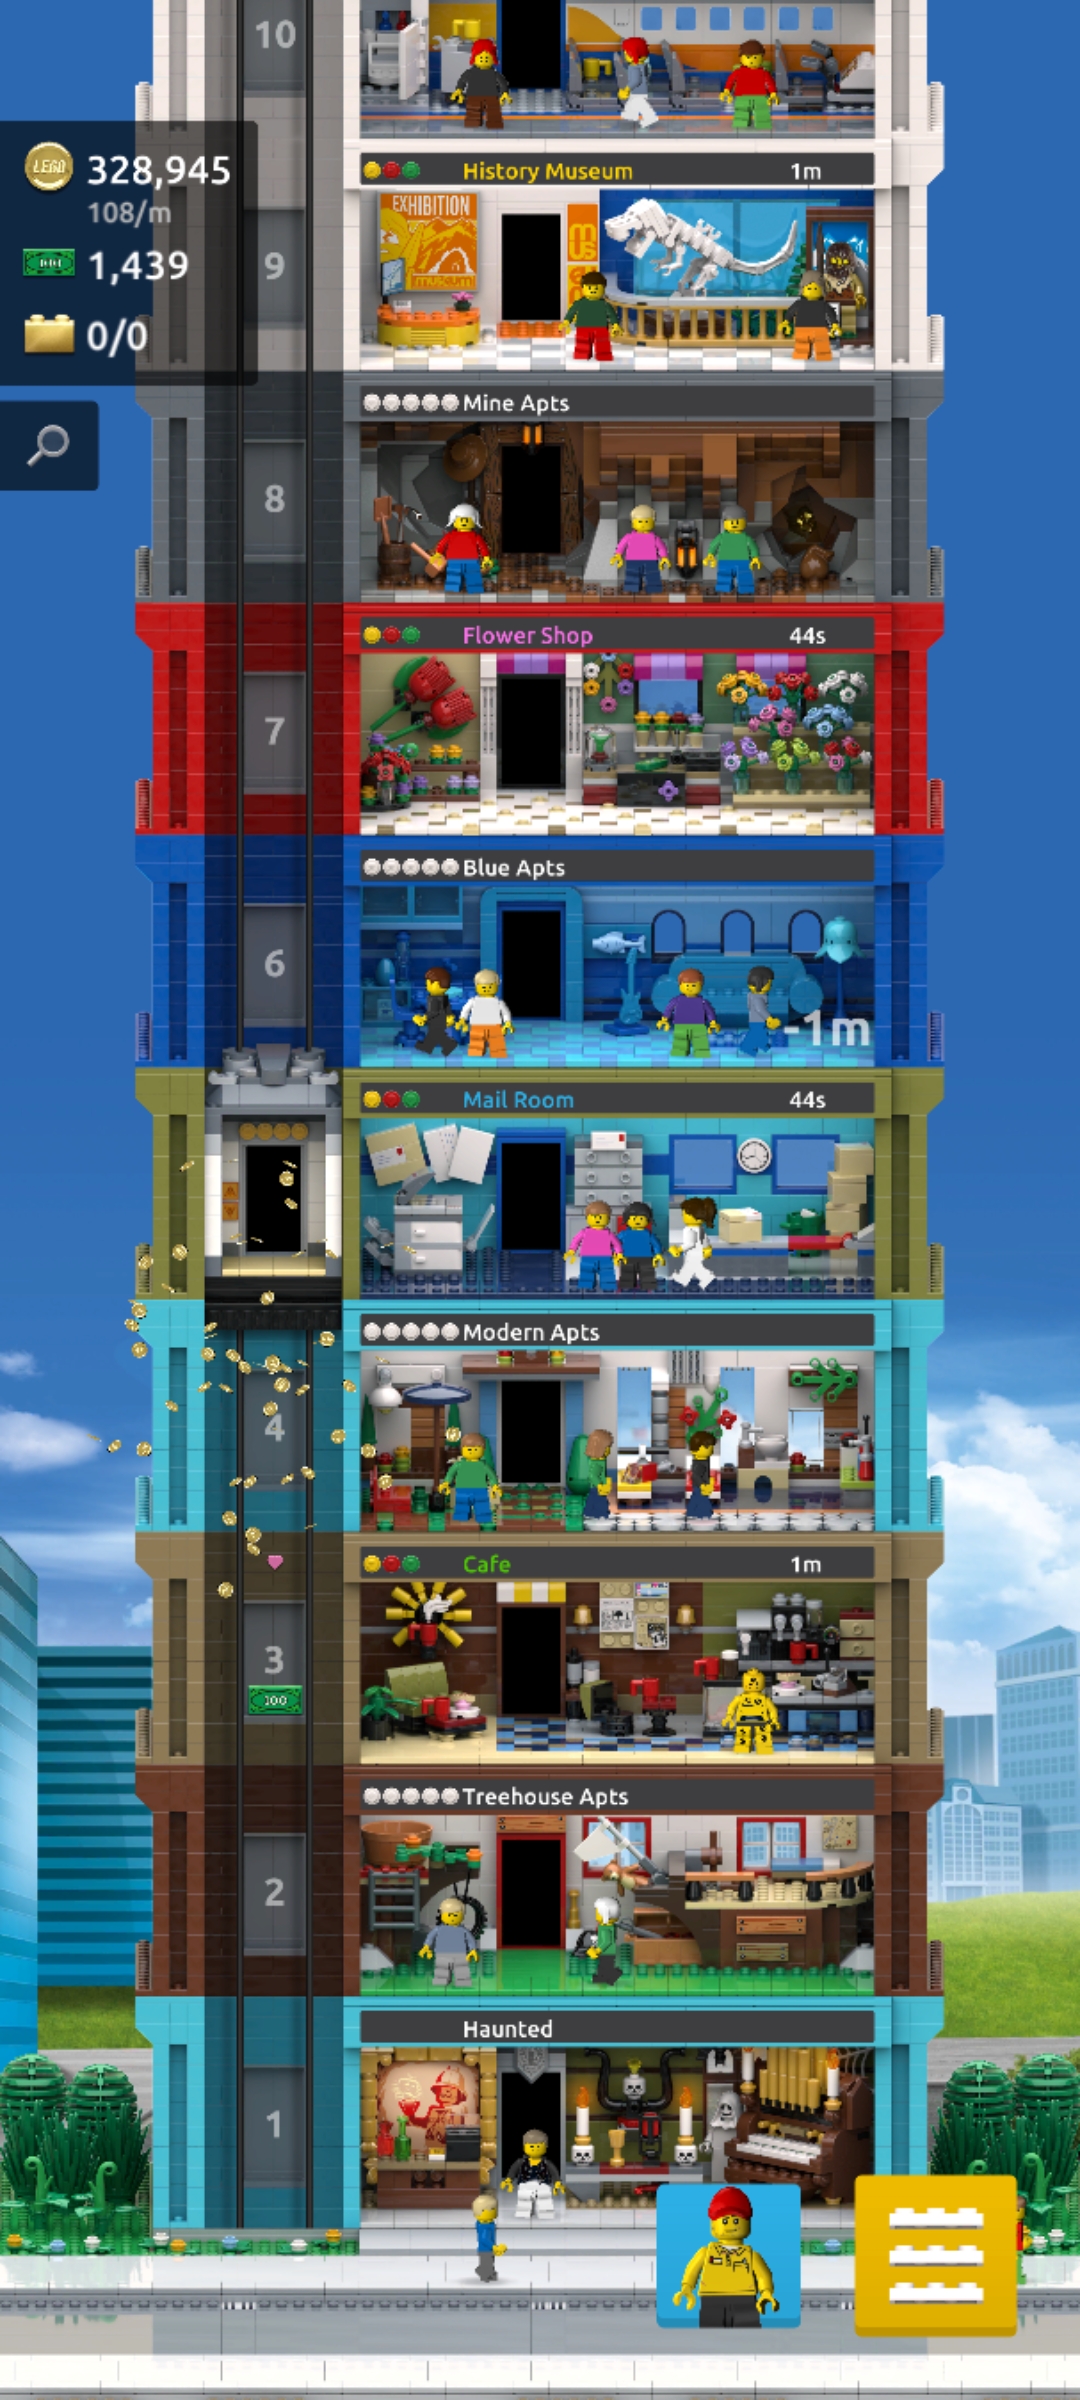 10
LEGO 328,945
108/m
1,439
0/0
History Museum 1m
EXHIBITION
museum
9
Mine Apts
8
Flower Shop 44s
7
Blue Apts
6
-1m
Mail Room 44s
Modern Apts
4
Cafe 1m
3
100
Treehouse Apts
2
Haunted
1